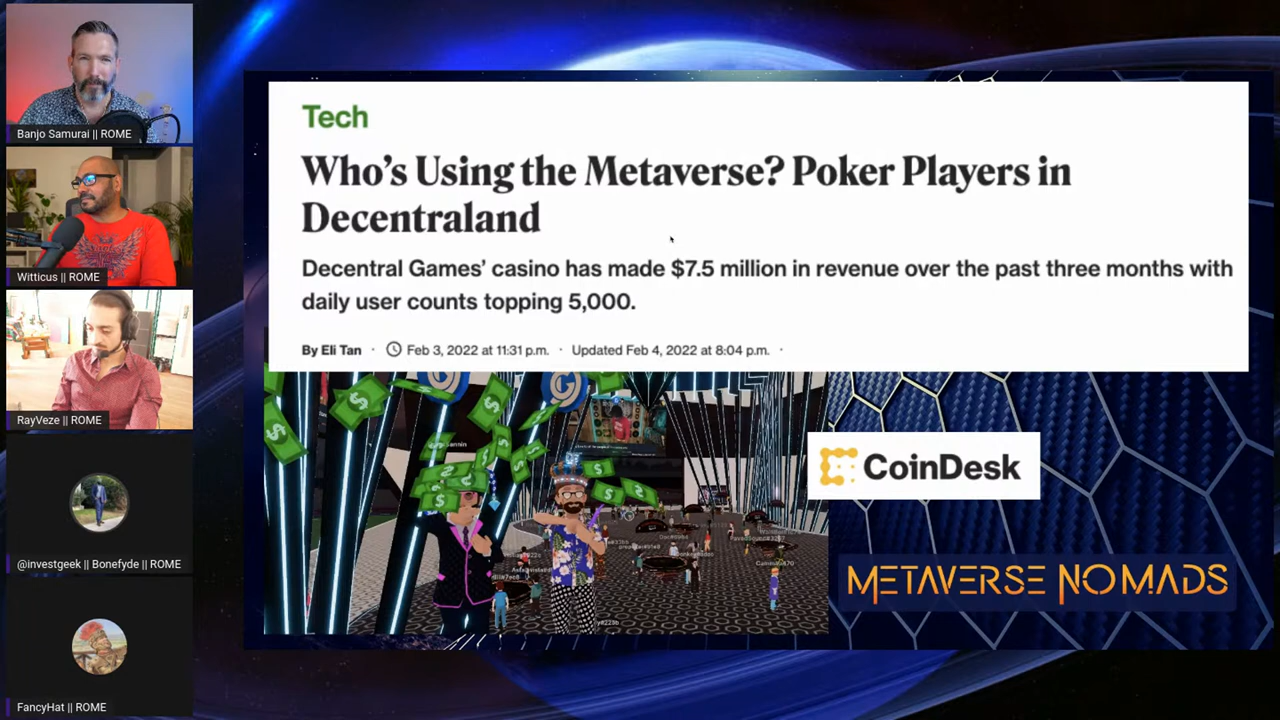 Banjo Samurai || ROME
Witticus || ROME
RayVeze || ROME
@investgeek || Bonefyde || ROME
FancyHat || ROME
Tech
Who's Using the Metaverse? Poker Players in
Decentraland
Decentral Games' casino has made $7.5 million in revenue over the past three months with
daily user counts topping 5,000.
By Eli Tan · Feb 3, 2022 at 11:31 p.m. · Updated Feb 4, 2022 at 8:04 p.m. ·
CoinDesk
METAVERSE NOMADS